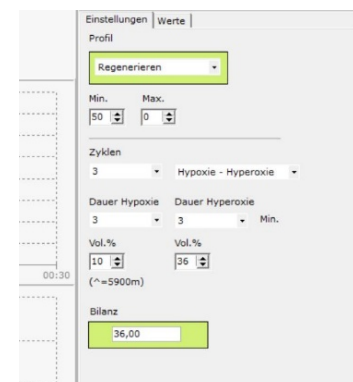 Einstellungen Werte
Profil
Regenerieren
Min. Max.
50 0
Zyklen
3 Hypoxie - Hyperoxie
Dauer Hypoxie Dauer Hyperoxie
3 3 Min.
Vol.% Vol.%
10 36
00:30
(^=5900m)
Bilanz
36,00